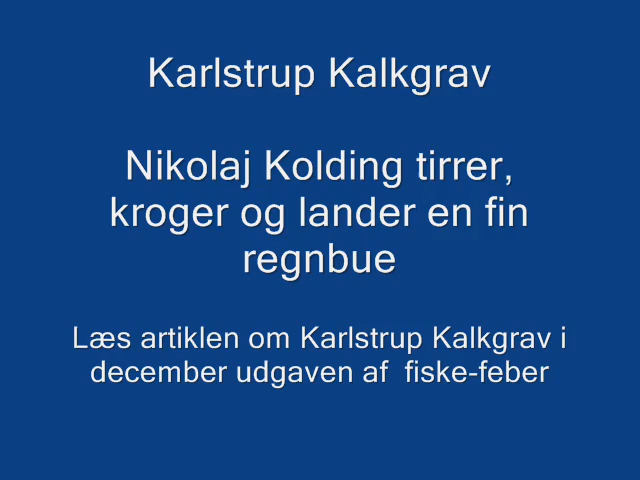 Karlstrup Kalkgrav
Nikolaj Kolding tirrer,
kroger og lander en fin
regnbue
Læs artiklen om Karlstrup Kalkgrav i
december udgaven af  fiske-feber